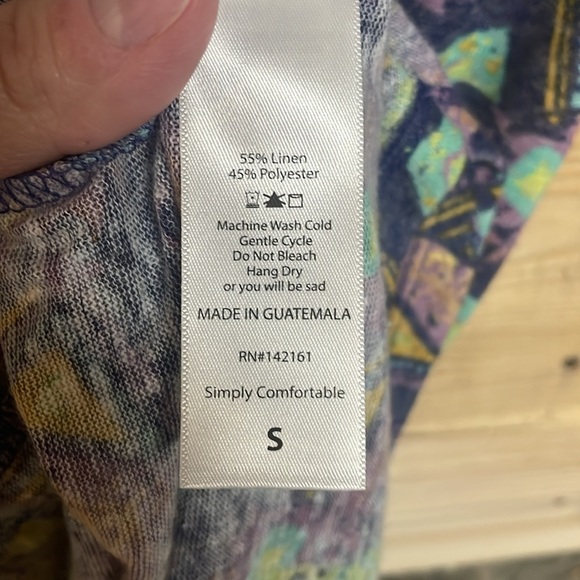 55% Linen
45% Polyester
Machine Wash Cold
Gentle Cycle
Do Not Bleach
Hang Dry
or you will be sad
MADE IN GUATEMALA
RN#142161
Simply Comfortable
S